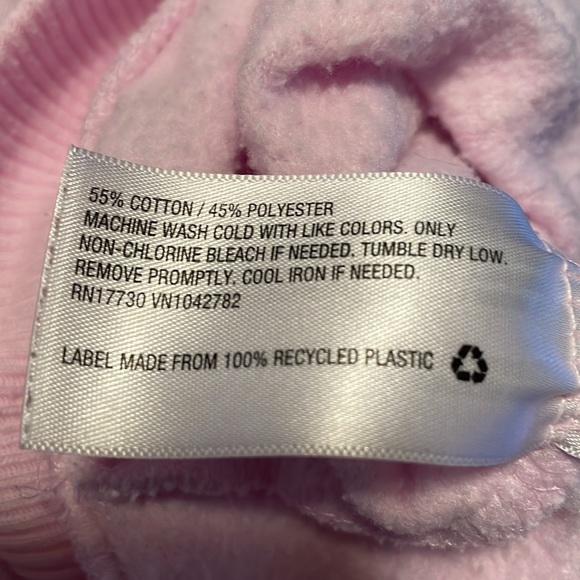 55% COTTON / 45% POLYESTER
MACHINE WASH COLD WITH LIKE COLORS. ONLY
NON-CHLORINE BLEACH IF NEEDED. TUMBLE DRY LOW.
REMOVE PROMPTLY. COOL IRON IF NEEDED.
RN17730 VN1042782
LABEL MADE FROM 100% RECYCLED PLASTIC